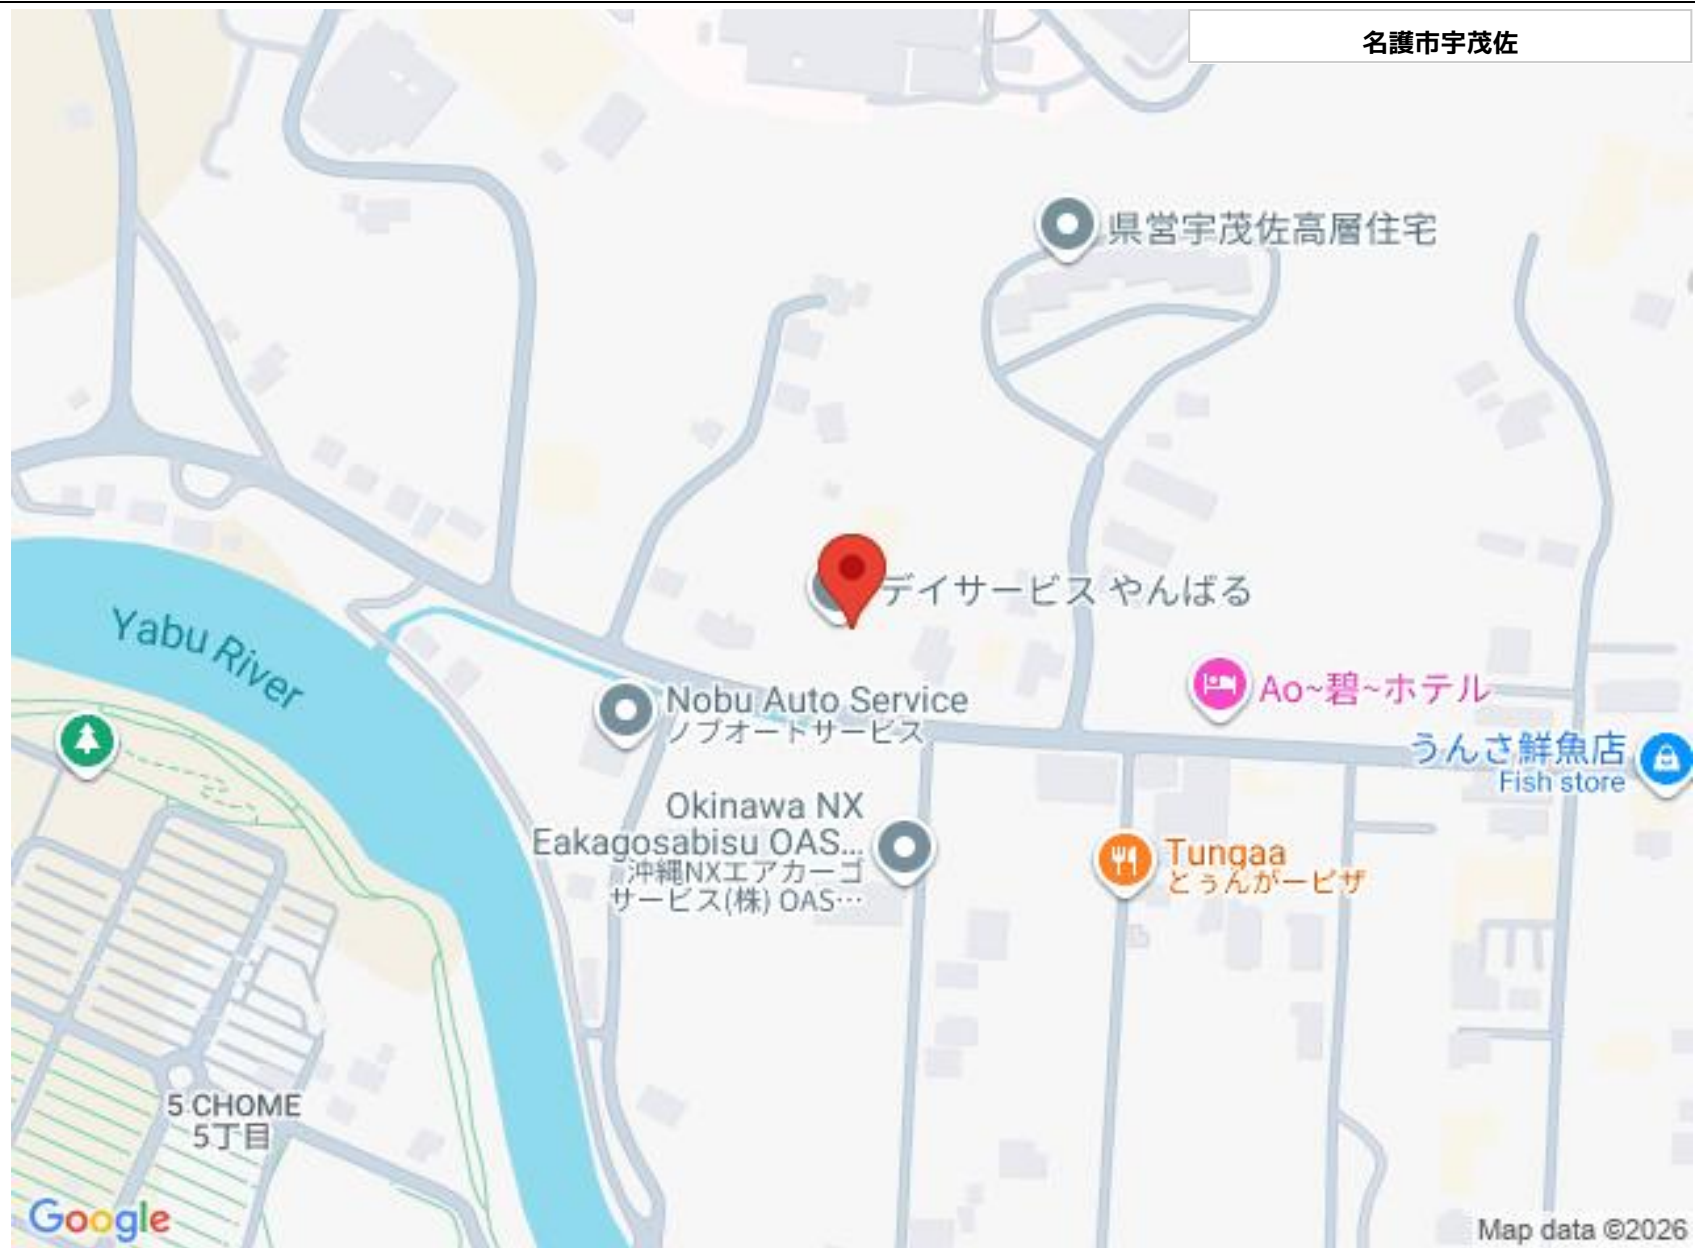 名護市宇茂佐
県営宇茂佐高層住宅
デイサービス やんばる
Yabu River
Ao~碧~ホテル
Nobu Auto Service
ノブオートサービス
うんさ鮮魚店
Fish store
Okinawa NX
Eakagosabisu OAS...
沖縄NXエアカーゴ
サービス(株) OAS…
Tungaa
とぅんがーピザ
5 CHOME
5丁目
Google
Map data ©2026